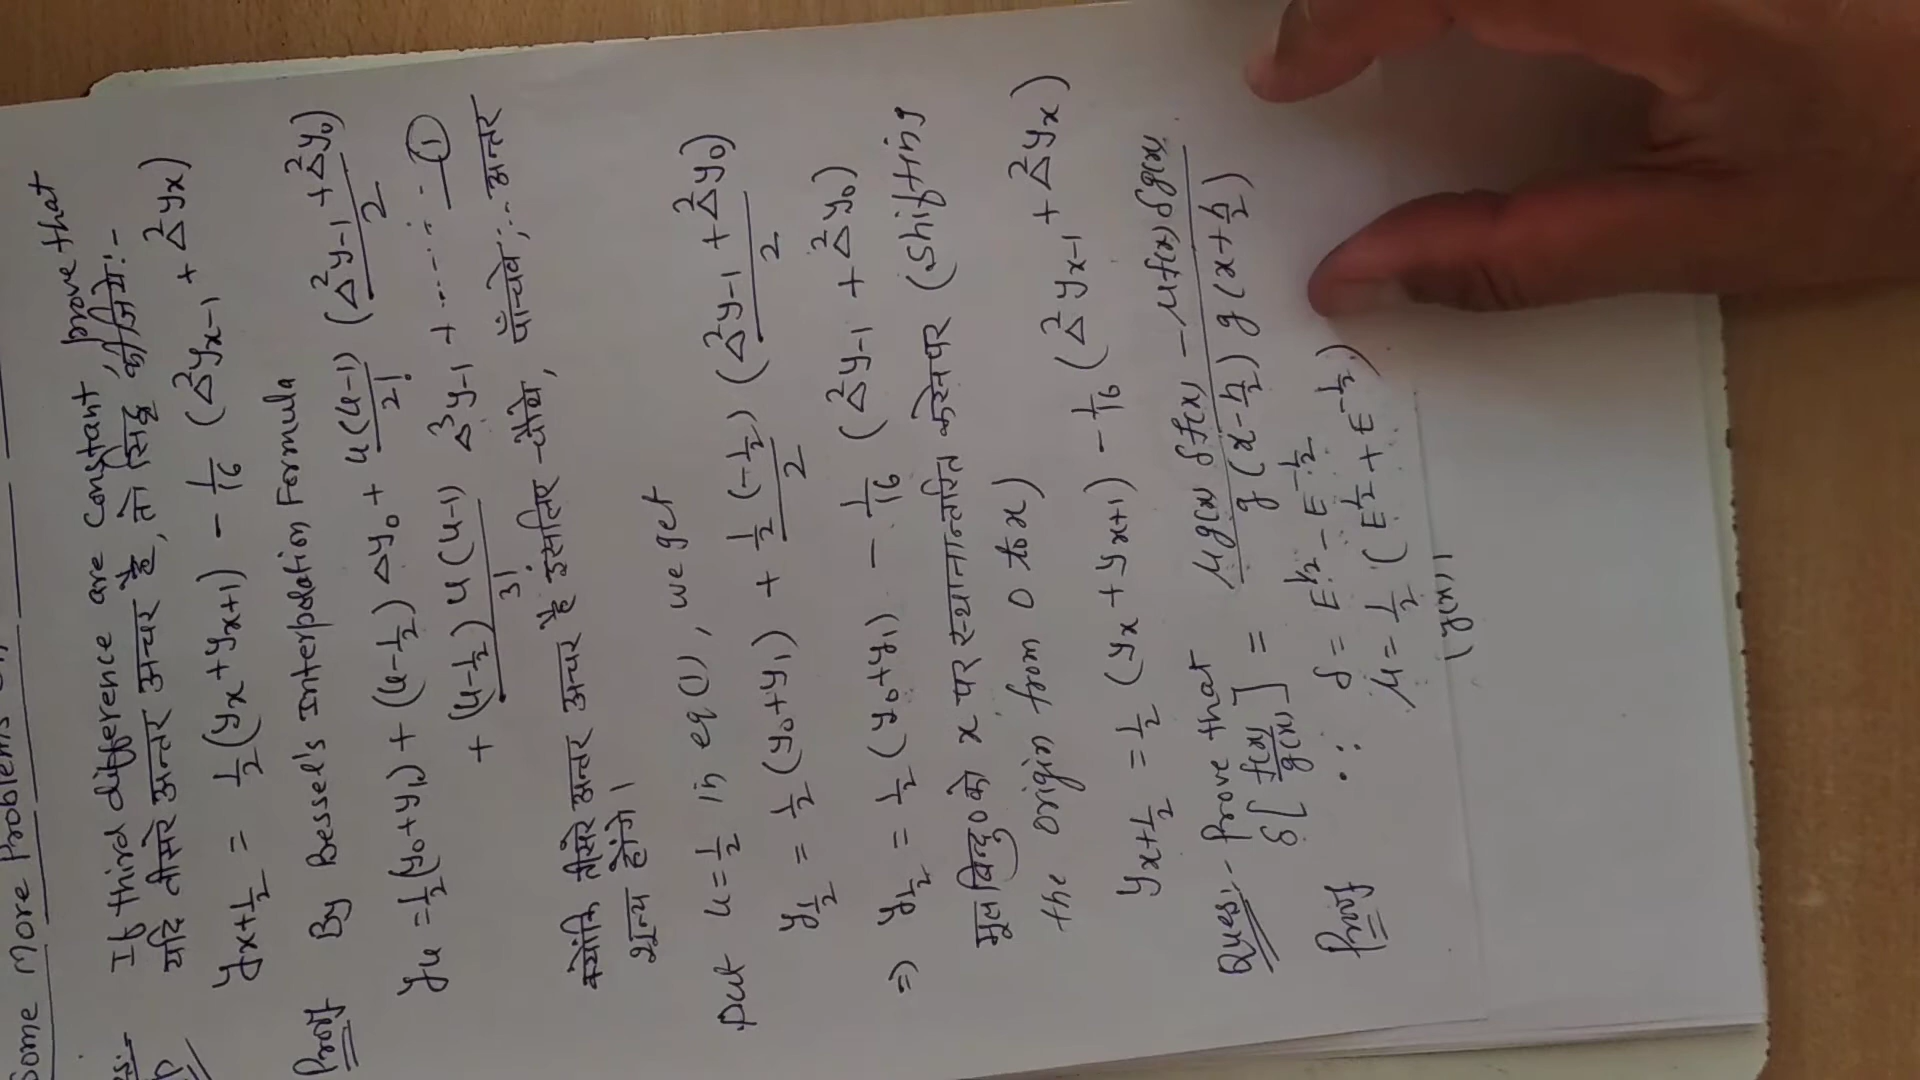 Some More Problems
If third difference are constant, prove that
यदि तीसरे अन्तर अचर है, तो सिद्ध कीजिये:-
y_{x+1/2} = 1/2 (y_x + y_{x+1}) - 1/16 (Δ²y_{x-1} + Δ²y_x)
Proof By Bessel's Interpolation Formula
y_u = 1/2 (y_0 + y_1) + (u - 1/2) Δy_0 + u(u-1)/2! (Δ²y_{-1} + Δ²y_0)/2
+ (u - 1/2) u (u-1)/3! Δ³y_{-1} + ...... - ①
क्योंकि तीसरे अन्तर अचर है इसलिए चौथे, पाँचवे, -- अन्तर
शून्य होंगे।
put u = 1/2 in eq ①, we get
y_{1/2} = 1/2 (y_0 + y_1) + 1/2 (-1/2)/2 (Δ²y_{-1} + Δ²y_0)/2
⇒ y_{1/2} = 1/2 (y_0 + y_1) - 1/16 (Δ²y_{-1} + Δ²y_0)
मूल बिन्दु 0 को x पर स्थानान्तरित करने पर (Shifting
the origin from 0 to x)
y_{x+1/2} = 1/2 (y_x + y_{x+1}) - 1/16 (Δ²y_{x-1} + Δ²y_x)
Ques:- Prove that
δ[f(x)/g(x)] = (μg(x) δf(x) - μf(x) δg(x)) / (g(x - h/2) g(x + h/2))
Proof ∵ δ = E^{1/2} - E^{-1/2}
μ = 1/2 (E^{1/2} + E^{-1/2})